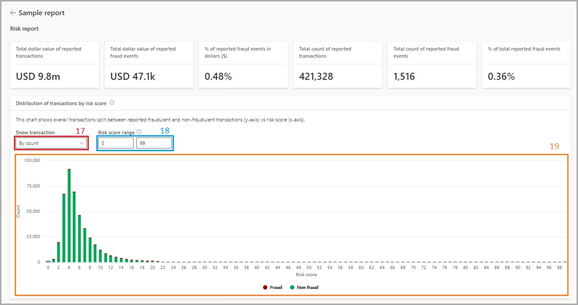 ← Sample report
Risk report
Total dollar value of reported transactions
USD 9.8m
Total dollar value of reported fraud events
USD 47.1k
% of reported fraud events in dollars ($)
0.48%
Total count of reported transactions
421,328
Total count of reported fraud events
1,516
% of total reported fraud events
0.36%
Distribution of transactions by risk score
This chart shows overall transactions split between reported fraudulent and non-fraudulent transactions (y-axis) vs risk score (x-axis).
Show transaction 17
By count
Risk score range 18
0 99
19
100,000
75,000
50,000
25,000
0
Count
0 2 4 6 8 10 12 14 16 18 20 22 24 26 28 30 32 34 36 38 40 42 44 46 48 50 52 54 56 58 60 62 64 66 68 70 72 74 76 78 80 82 84 86 88 90 92 94 96 98
Risk score
Fraud Non fraud